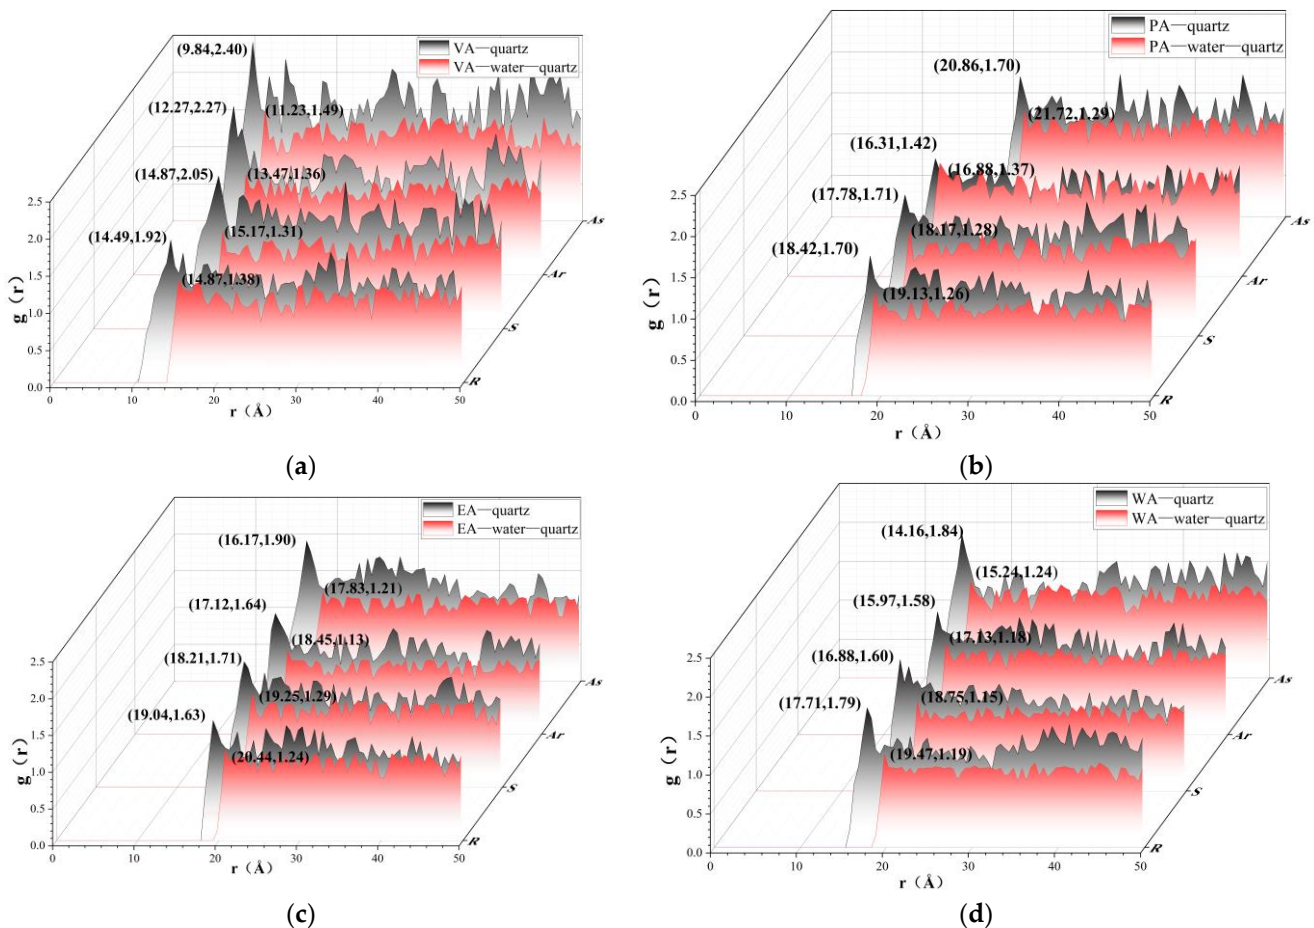 (9.84,2.40)
VA—quartz
VA—water—quartz
(12.27,2.27)
(11.23,1.49)
(14.87,2.05)
(13.47,1.36)
2.5
(14.49,1.92)
(15.17,1.31)
As
2.0
(14.87,1.38)
1.5
Ar
1.0
S
0.5
0.0
R
g (r)
0
10
20
30
40
50
r (Å)
(a)
PA—quartz
PA—water—quartz
(20.86,1.70)
(21.72,1.29)
(16.31,1.42)
(16.88,1.37)
2.5
(17.78,1.71)
As
(18.17,1.28)
2.0
(18.42,1.70)
1.5
Ar
(19.13,1.26)
1.0
S
0.5
0.0
R
g (r)
0
10
20
30
40
50
r (Å)
(b)
EA—quartz
EA—water—quartz
(16.17,1.90)
(17.83,1.21)
(17.12,1.64)
(18.45,1.13)
2.5
(18.21,1.71)
As
(19.25,1.29)
2.0
(19.04,1.63)
1.5
Ar
(20.44,1.24)
1.0
S
0.5
0.0
R
g (r)
0
10
20
30
40
50
r (Å)
(c)
WA—quartz
WA—water—quartz
(14.16,1.84)
(15.24,1.24)
(15.97,1.58)
(17.13,1.18)
2.5
(16.88,1.60)
As
(18.75,1.15)
2.0
(17.71,1.79)
1.5
Ar
(19.47,1.19)
1.0
S
0.5
0.0
R
g (r)
0
10
20
30
40
50
r (Å)
(d)